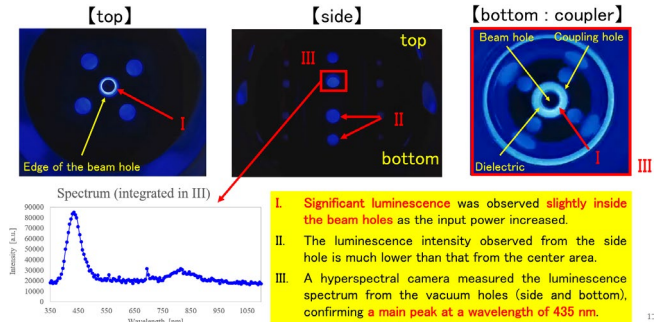 【top】
【side】
【bottom : coupler】
I
Edge of the beam hole
top
III
II
bottom
Beam hole
Coupling hole
Dielectric
I
III
Spectrum (integrated in III)
Intensity [a.u.]
90000
80000
70000
60000
50000
40000
30000
20000
10000
0
350 450 550 650 750 850 950 1050
Wavelength [nm]
I. Significant luminescence was observed slightly inside
the beam holes as the input power increased.
II. The luminescence intensity observed from the side
hole is much lower than that from the center area.
III. A hyperspectral camera measured the luminescence
spectrum from the vacuum holes (side and bottom),
confirming a main peak at a wavelength of 435 nm.